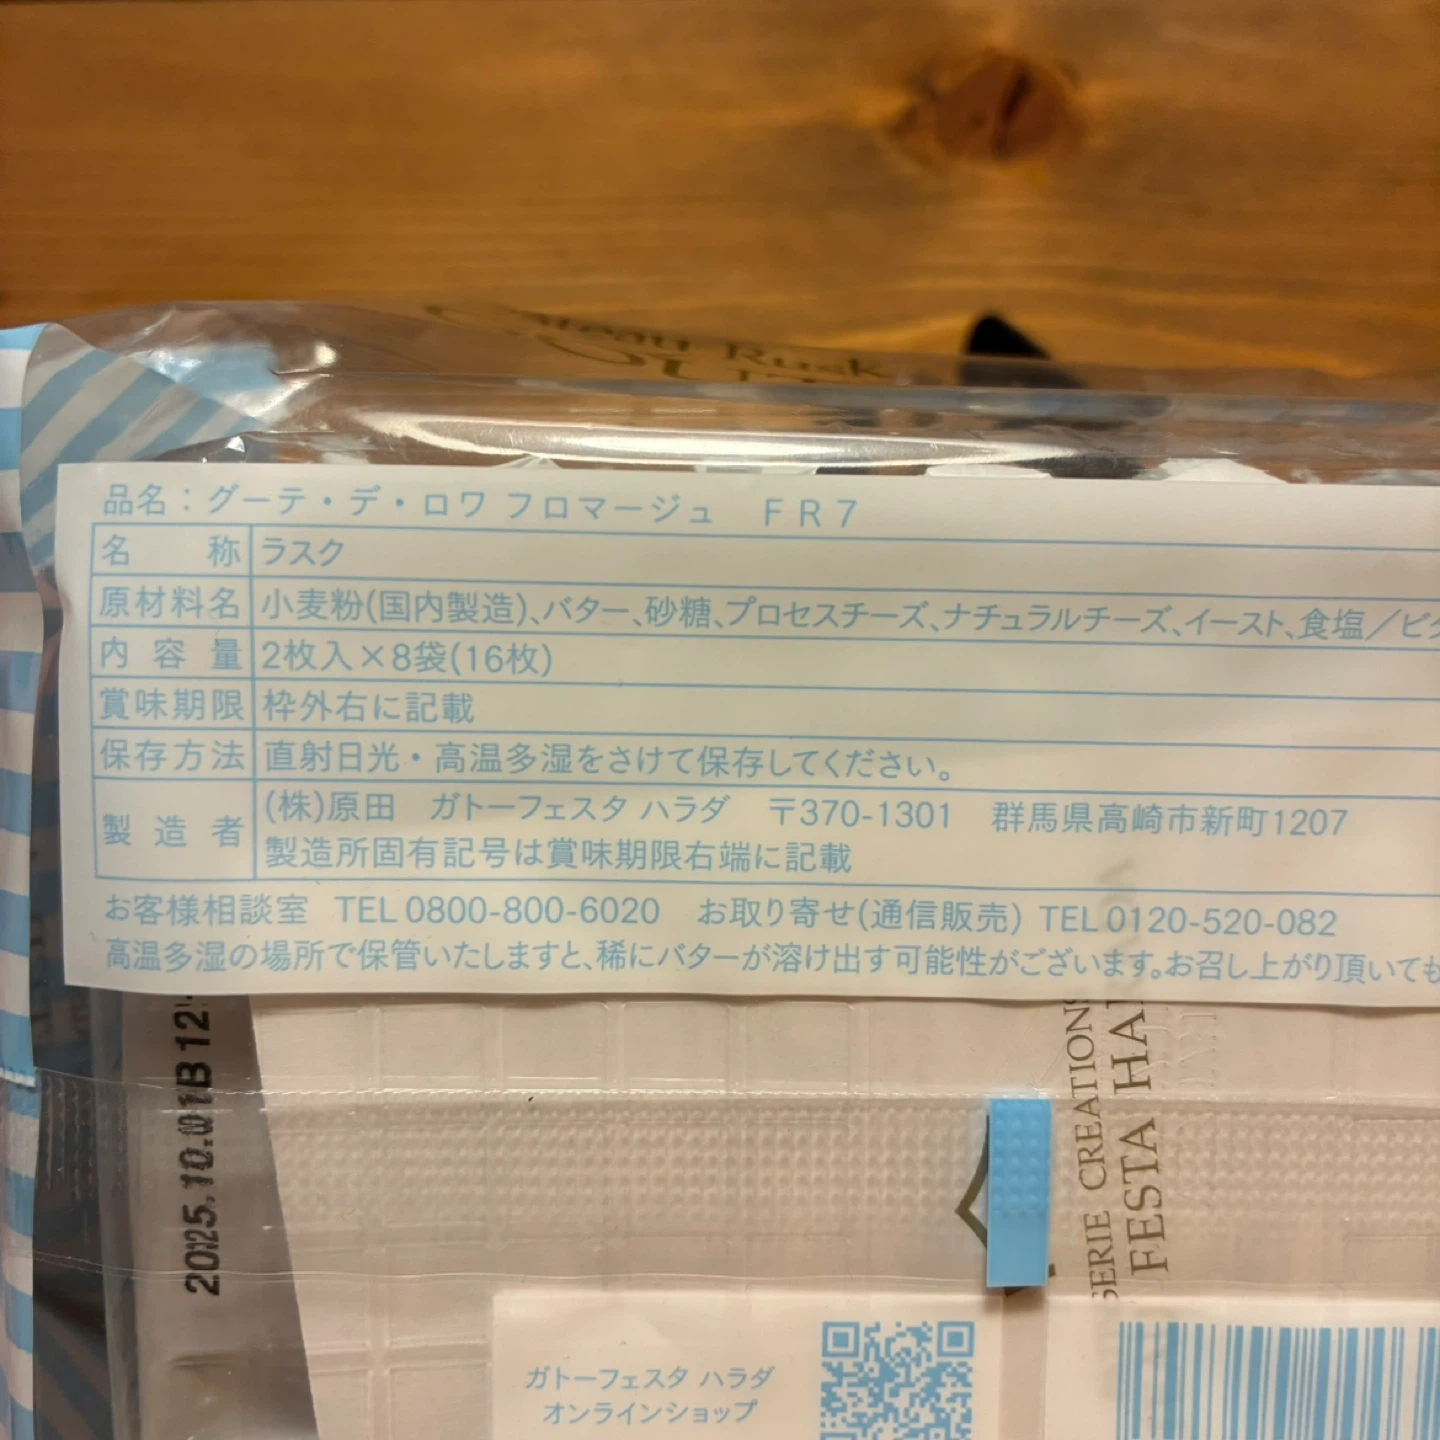 Gateau Rusk
品名：グーテ・デ・ロワ フロマージュ　ＦＲ７
名称 ラスク
原材料名 小麦粉(国内製造)、バター、砂糖、プロセスチーズ、ナチュラルチーズ、イースト、食塩／ビタ
内容量 2枚入×8袋(16枚)
賞味期限 枠外右に記載
保存方法 直射日光・高温多湿をさけて保存してください。
製造者 (株)原田　ガトーフェスタ ハラダ　〒370-1301　群馬県高崎市新町1207
製造所固有記号は賞味期限右端に記載
お客様相談室　TEL 0800-800-6020　お取り寄せ(通信販売) TEL 0120-520-082
高温多湿の場所で保管いたしますと、稀にバターが溶け出す可能性がございます。お召し上がり頂いても
2025.10.01B 12
SERIE CREATION
FESTA HA
ガトーフェスタ ハラダ
オンラインショップ